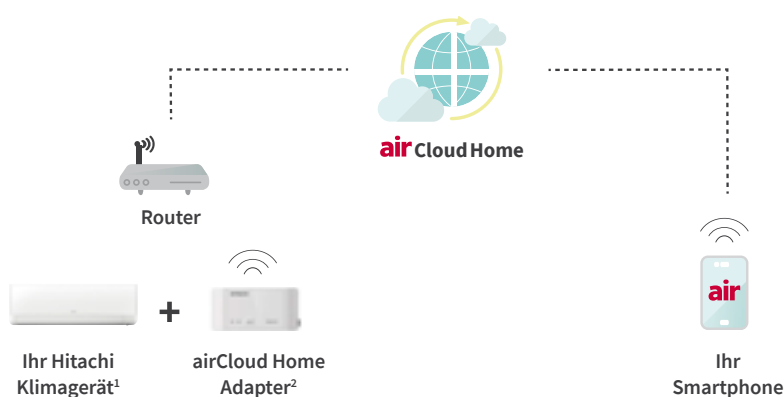 air Cloud Home
Router
Ihr Hitachi
Klimagerät¹
+
airCloud Home
Adapter²
air
Ihr
Smartphone